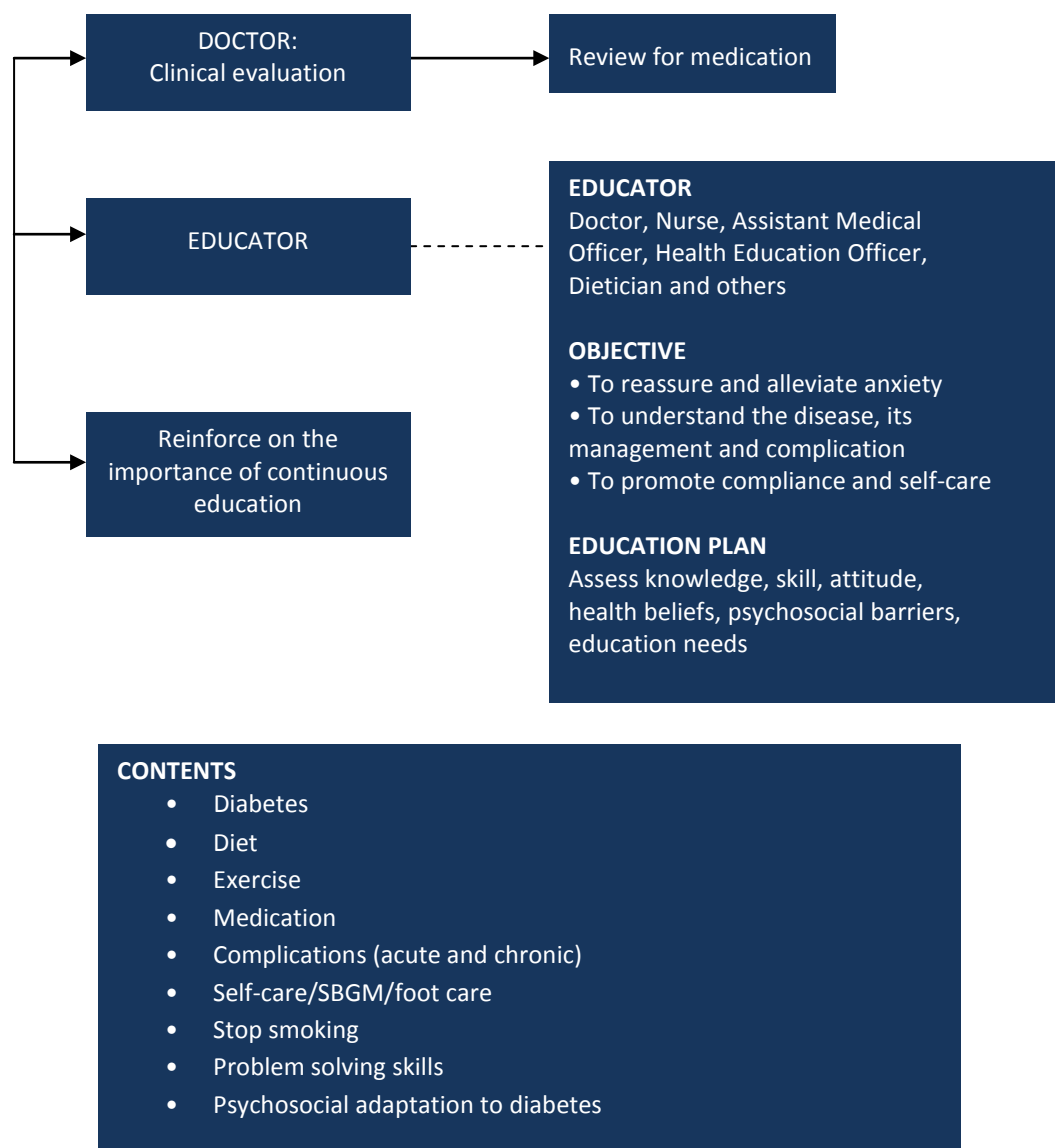 DOCTOR:
Clinical evaluation
Review for medication
EDUCATOR
EDUCATOR
Doctor, Nurse, Assistant Medical
Officer, Health Education Officer,
Dietician and others
OBJECTIVE
• To reassure and alleviate anxiety
• To understand the disease, its
management and complication
• To promote compliance and self-care
EDUCATION PLAN
Assess knowledge, skill, attitude,
health beliefs, psychosocial barriers,
education needs
Reinforce on the
importance of continuous
education
CONTENTS
• Diabetes
• Diet
• Exercise
• Medication
• Complications (acute and chronic)
• Self-care/SBGM/foot care
• Stop smoking
• Problem solving skills
• Psychosocial adaptation to diabetes